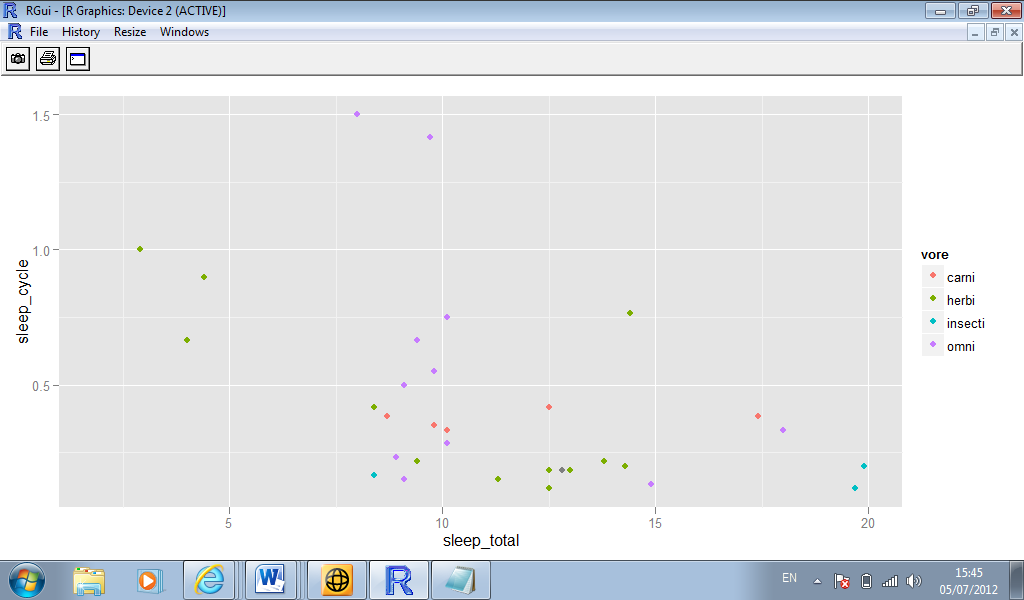 RGui - [R Graphics: Device 2 (ACTIVE)]
File History Resize Windows
1.5
1.0
0.5
sleep_cycle
5 10 15 20
sleep_total
vore
carni
herbi
insecti
omni
EN
15:45
05/07/2012